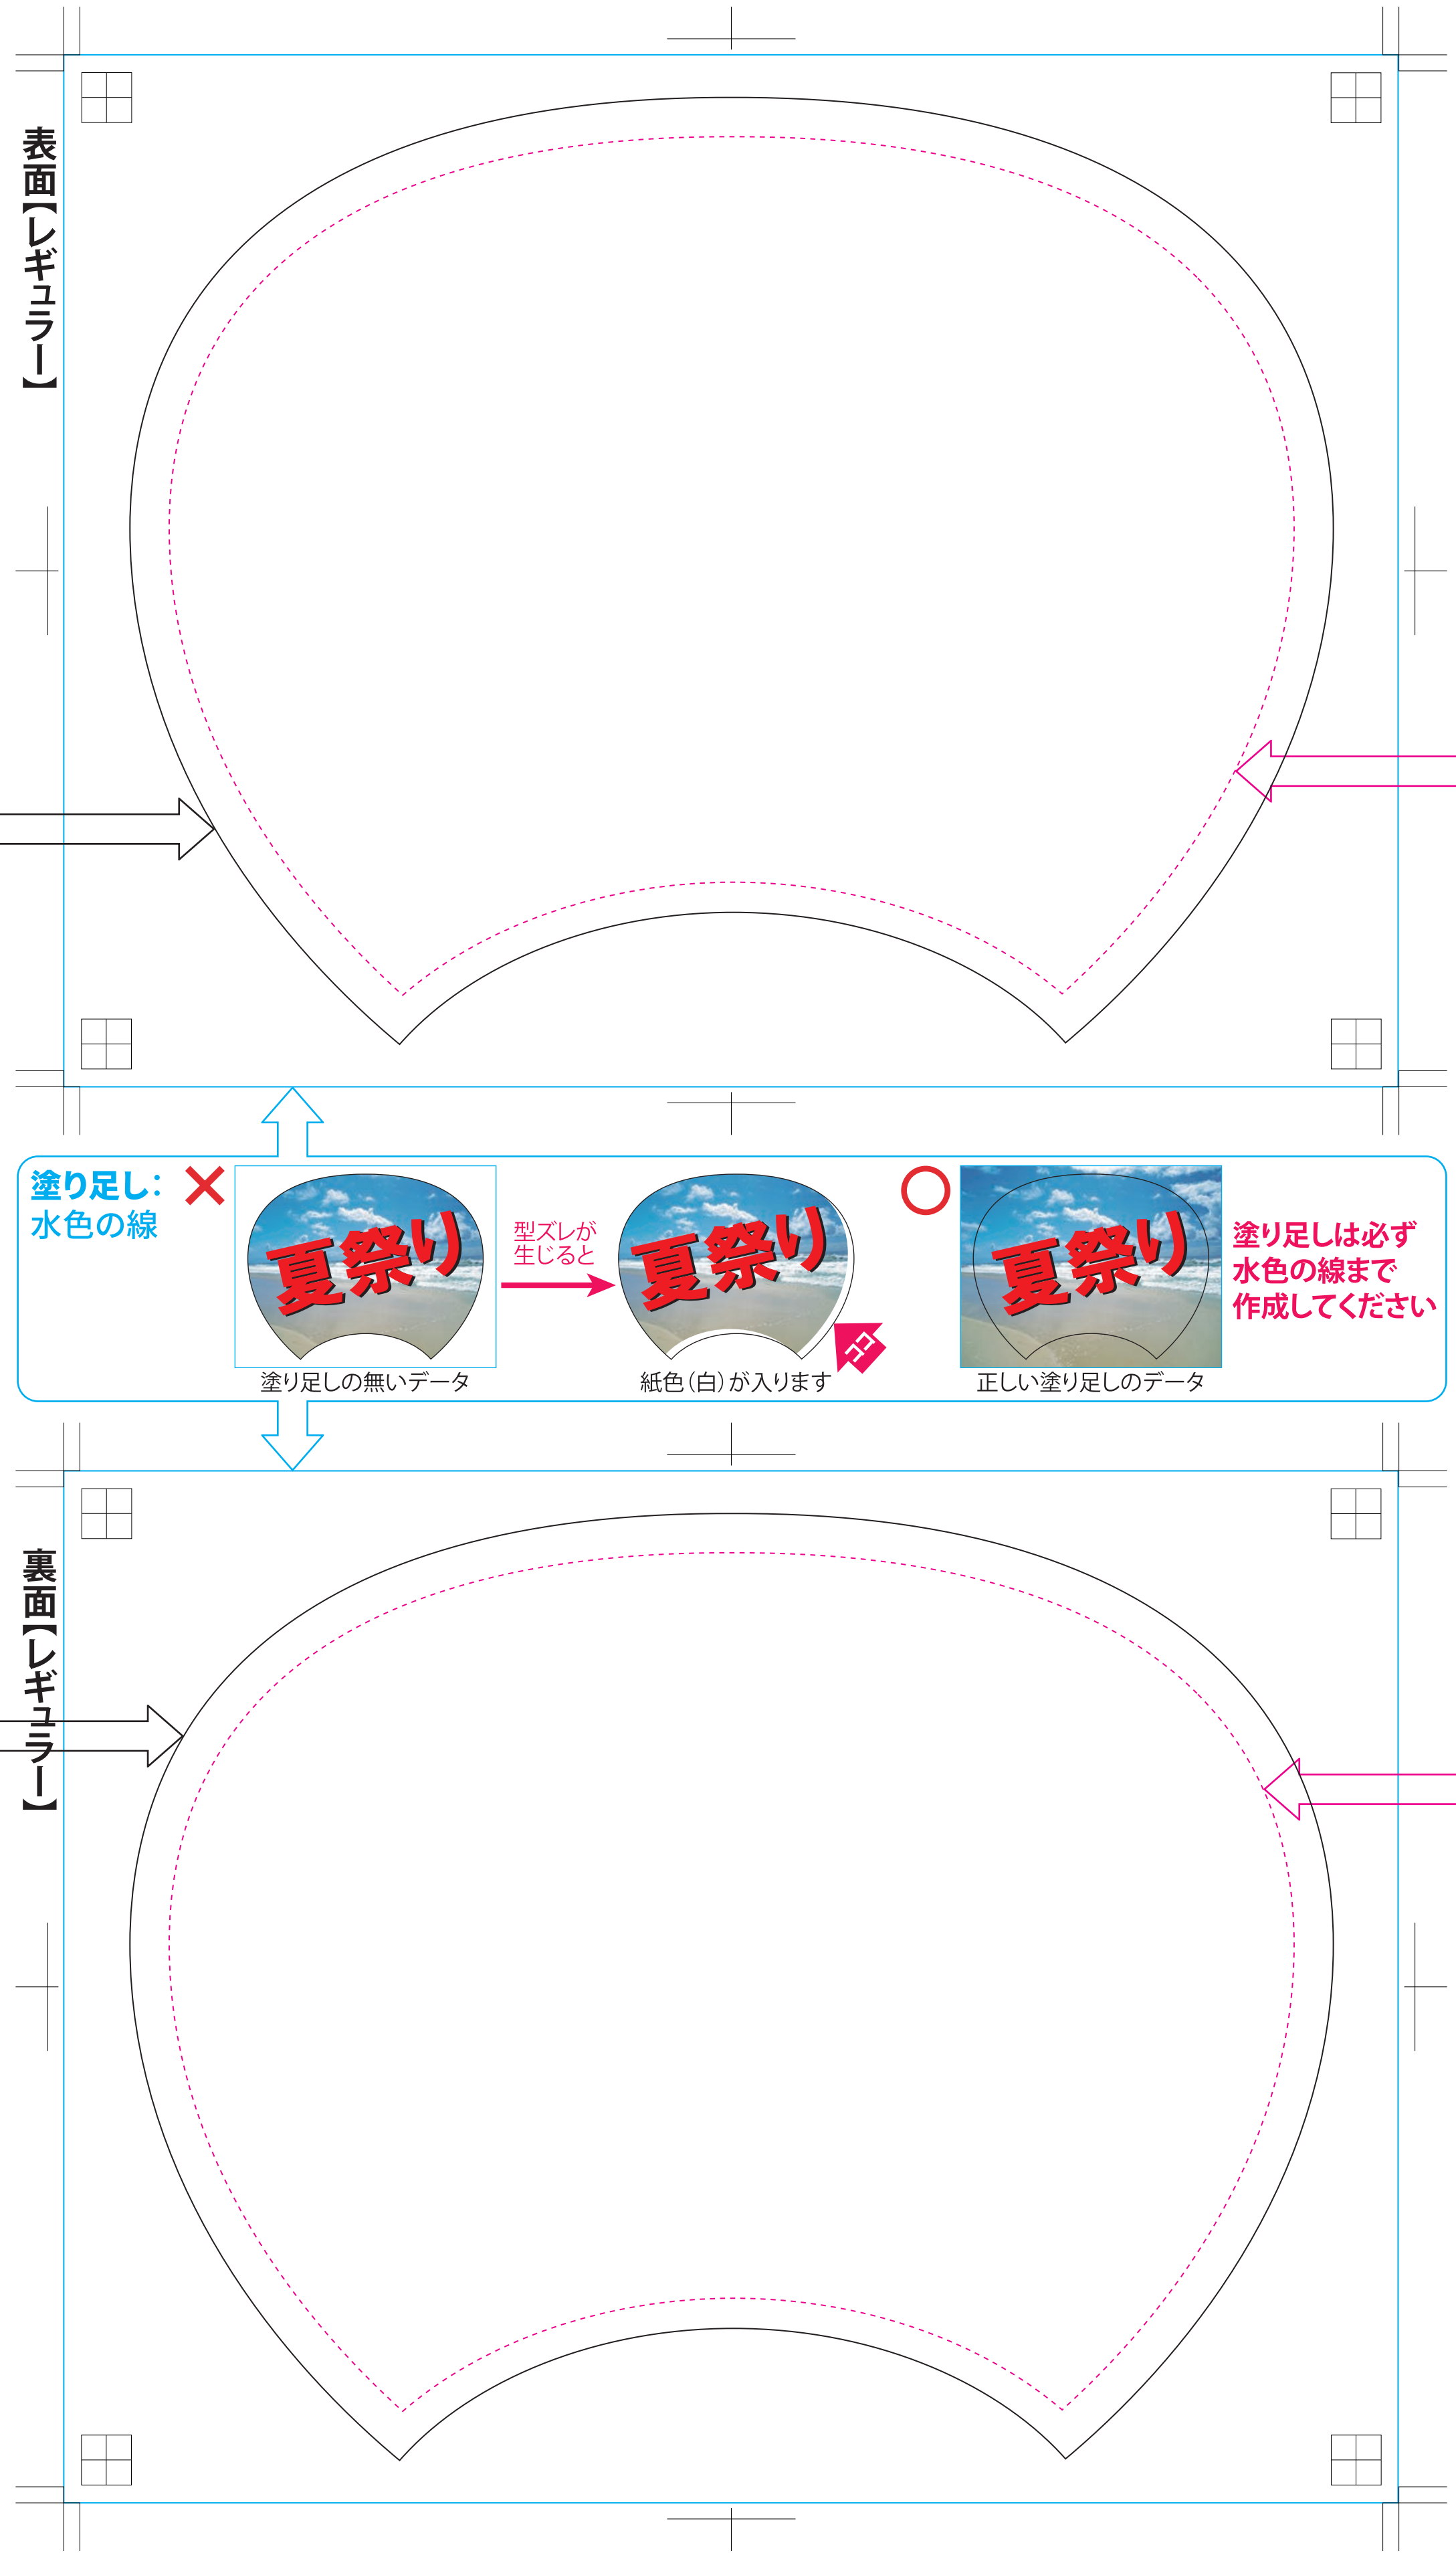 表面【レギュラー】
塗り足し：
水色の線
夏祭り
塗り足しの無いデータ
型ズレが
生じると
夏祭り
ココ
紙色（白）が入ります
夏祭り
正しい塗り足しのデータ
塗り足しは必ず
水色の線まで
作成してください
裏面【レギュラー】